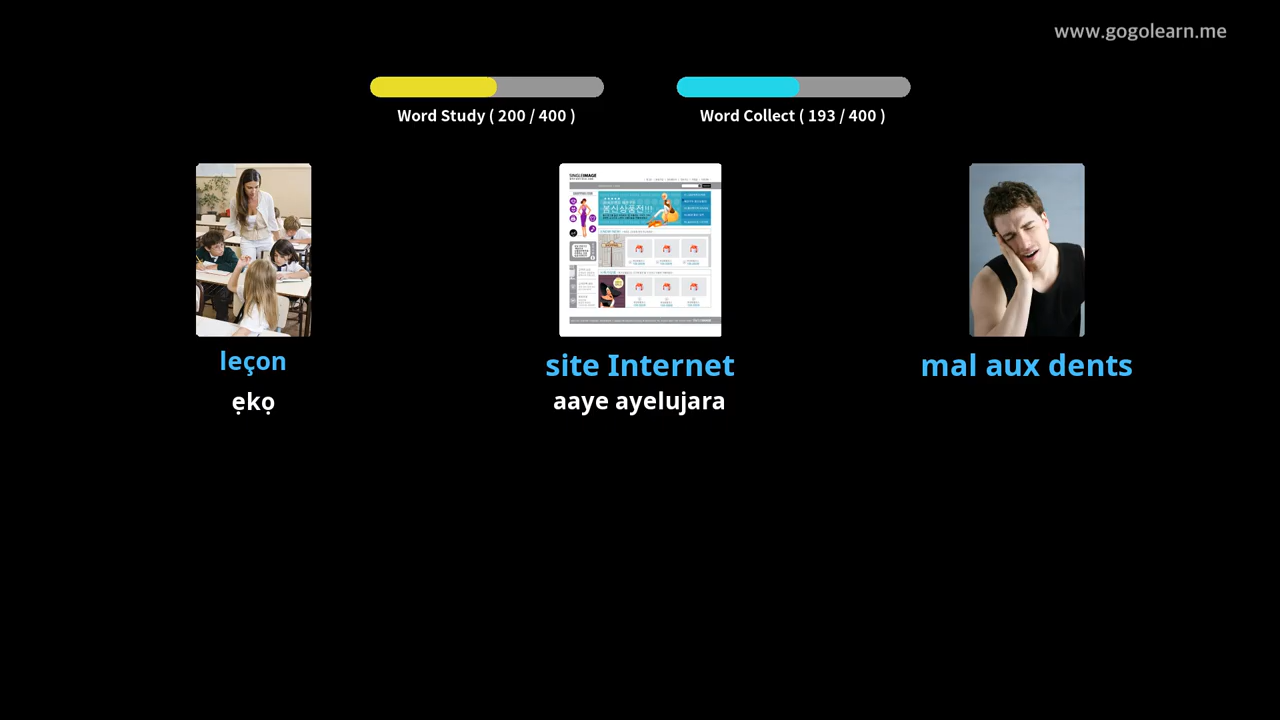 www.gogolearn.me
Word Study ( 200 / 400 )
Word Collect ( 193 / 400 )
leçon
ẹkọ
site Internet
aaye ayelujara
mal aux dents